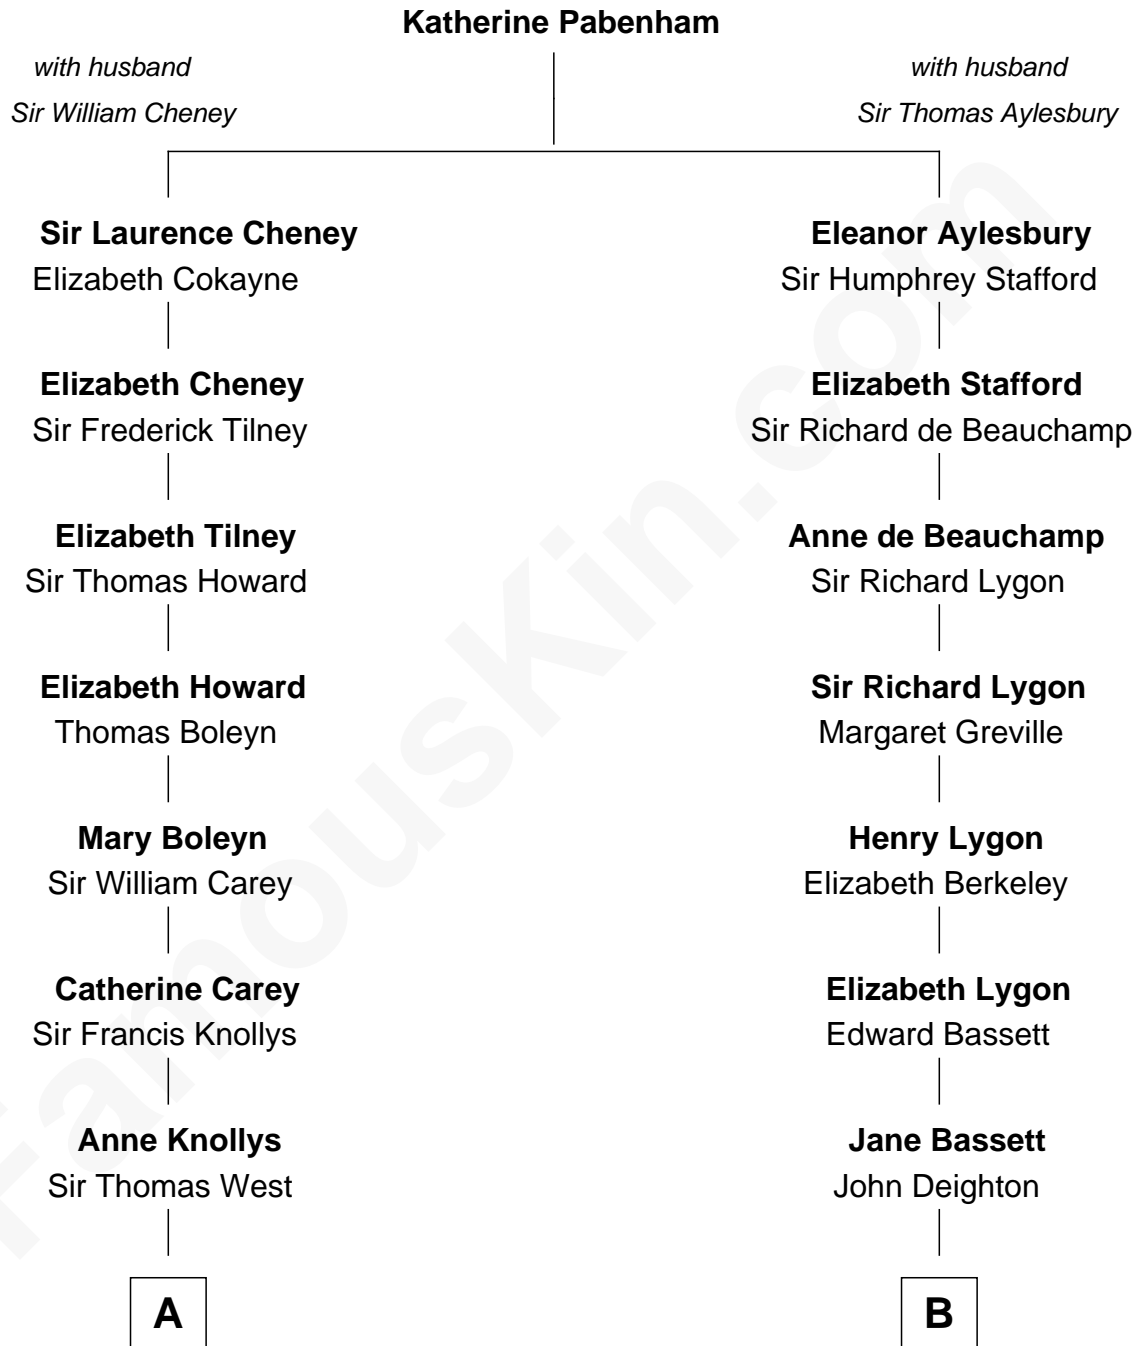 Katherine Pabenham
with husband
Sir William Cheney
with husband
Sir Thomas Aylesbury
Sir Laurence Cheney
Elizabeth Cokayne
Eleanor Aylesbury
Sir Humphrey Stafford
Elizabeth Cheney
Sir Frederick Tilney
Elizabeth Stafford
Sir Richard de Beauchamp
Elizabeth Tilney
Sir Thomas Howard
Anne de Beauchamp
Sir Richard Lygon
Elizabeth Howard
Thomas Boleyn
Sir Richard Lygon
Margaret Greville
Mary Boleyn
Sir William Carey
Henry Lygon
Elizabeth Berkeley
Catherine Carey
Sir Francis Knollys
Elizabeth Lygon
Edward Bassett
Anne Knollys
Sir Thomas West
Jane Bassett
John Deighton
A
B
FamousKin.com